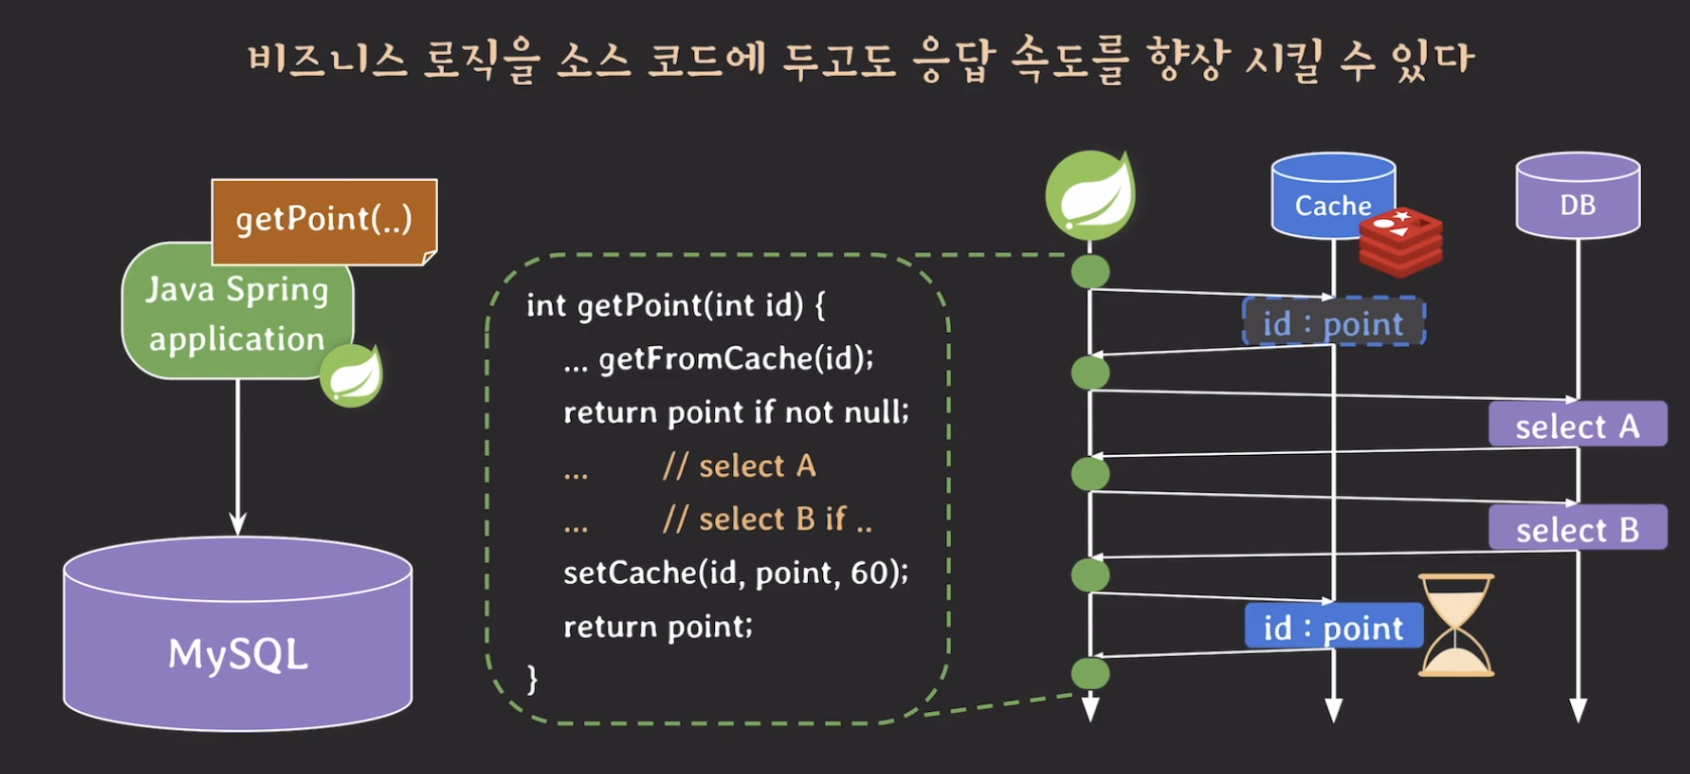 비즈니스 로직을 소스 코드에 두고도 응답 속도를 향상 시킬 수 있다
getPoint(..)
Java Spring
application
MySQL
int getPoint(int id) {
... getFromCache(id);
return point if not null;
... // select A
... // select B if ..
setCache(id, point, 60);
return point;
}
Cache
DB
id : point
select A
select B
id : point